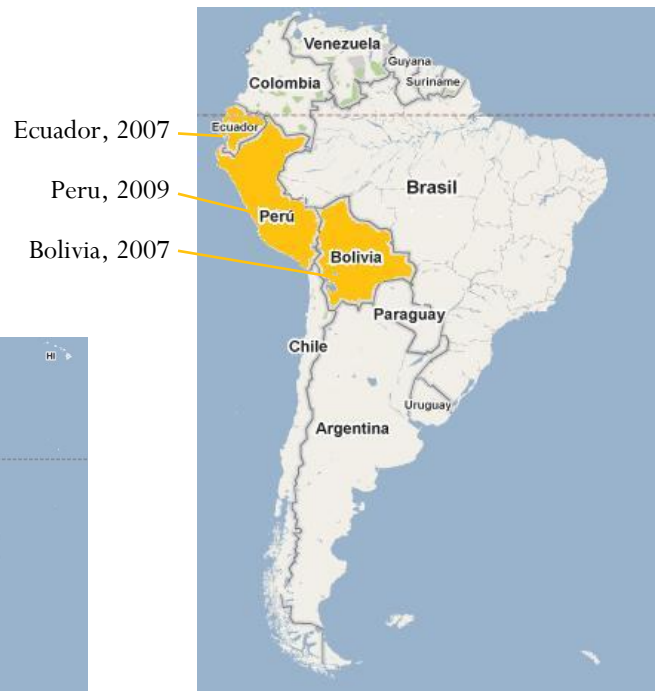 Venezuela
Guyana
Suriname
Colombia
Ecuador, 2007
Ecuador
Brasil
Peru, 2009
Perú
Bolivia, 2007
Bolivia
Paraguay
Chile
HI
Uruguay
Argentina